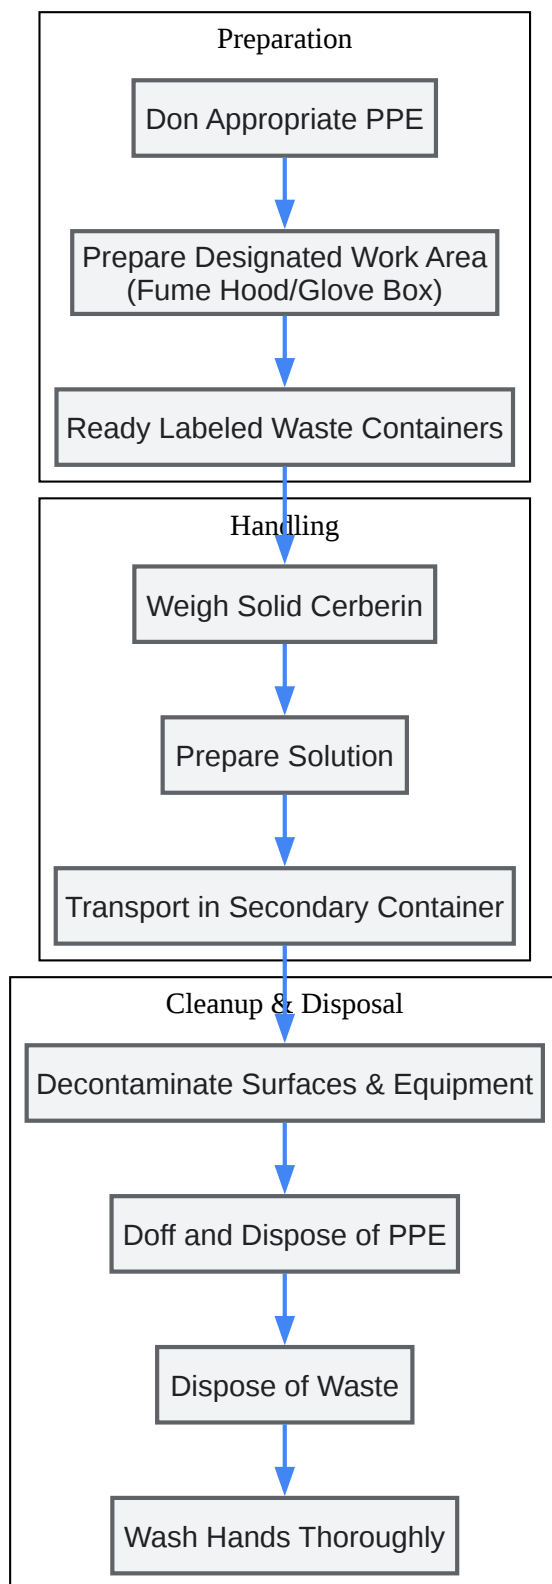 Preparation
Don Appropriate PPE
Prepare Designated Work Area
(Fume Hood/Glove Box)
Ready Labeled Waste Containers
Handling
Weigh Solid Cerberin
Prepare Solution
Transport in Secondary Container
Cleanup & Disposal
Decontaminate Surfaces & Equipment
Doff and Dispose of PPE
Dispose of Waste
Wash Hands Thoroughly